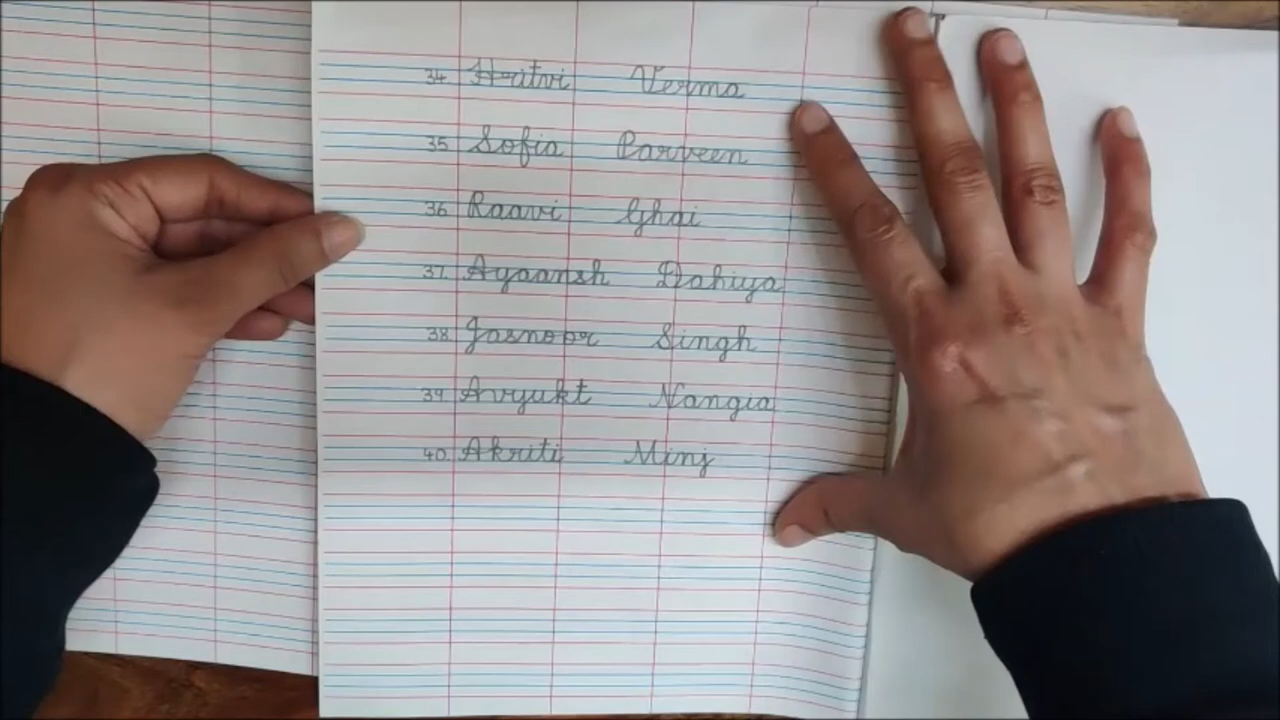 34. Hritvi Verma
35. Sofia Parveen
36. Raavi Ghai
37. Ayaansh Dahiya
38. Jasnoor Singh
39. Avyukt Nangia
40. Akriti Minj